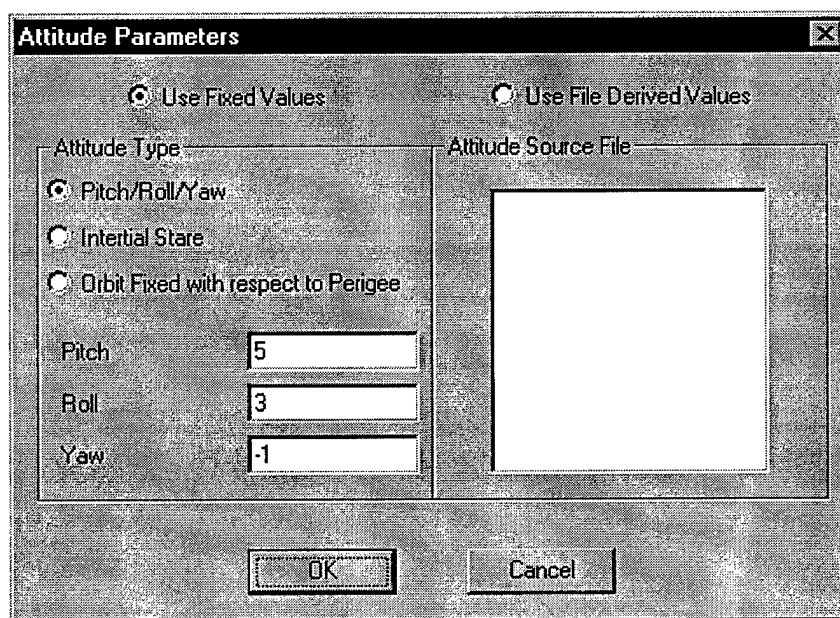 Attitude Parameters
Use Fixed Values
Use File Derived Values
Attitude Type
Attitude Source File
Pitch/Roll/Yaw
Intertial Stare
Orbit Fixed with respect to Perigee
Pitch
5
Roll
3
Yaw
-1
OK
Cancel